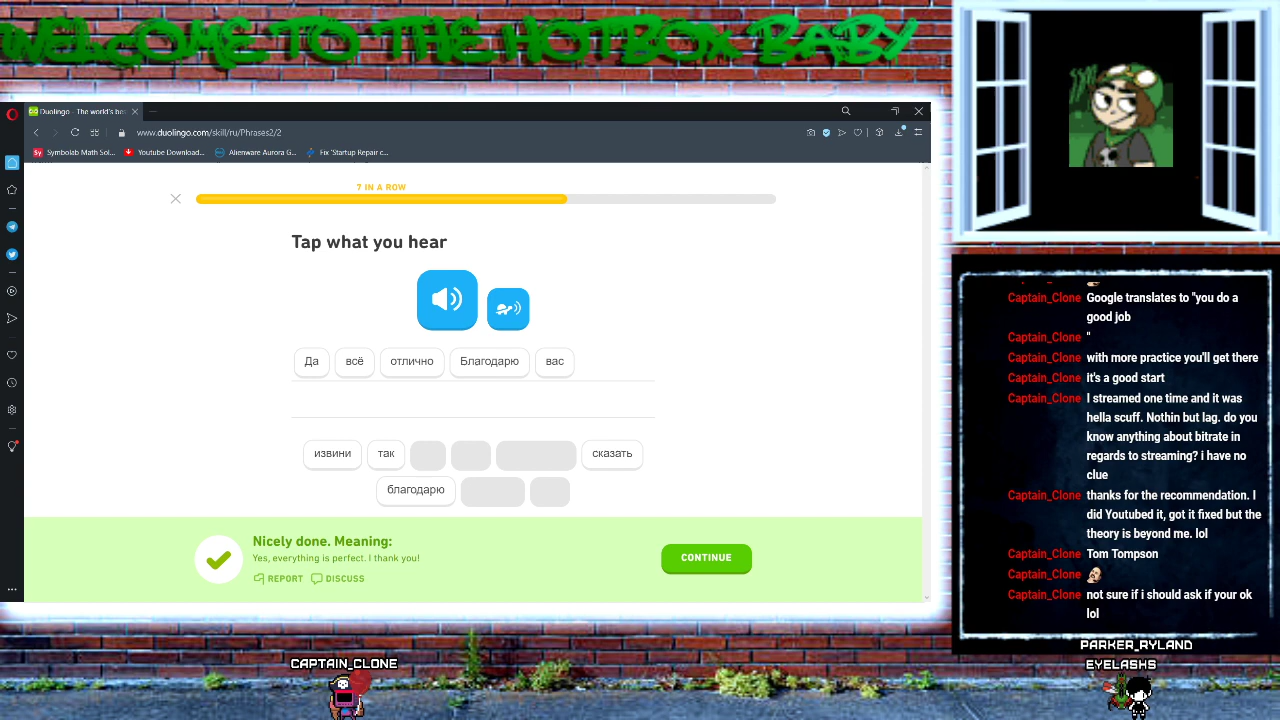 WELCOME TO THE HOTBOX BABY
Duolingo - The world's be
www.duolingo.com/skill/ru/Phrases2/2
Sy Symbolab Math Sol... Youtube Download... Alienware Aurora G... Fix 'Startup Repair c...
7 IN A ROW
Tap what you hear
Да всё отлично Благодарю вас
извини так сказать
благодарю
Nicely done. Meaning:
Yes, everything is perfect. I thank you!
REPORT DISCUSS
CONTINUE
SYM
Captain_Clone Google translates to "you do a
good job
Captain_Clone "
Captain_Clone with more practice you'll get there
Captain_Clone it's a good start
Captain_Clone I streamed one time and it was
hella scuff. Nothin but lag. do you
know anything about bitrate in
regards to streaming? i have no
clue
Captain_Clone thanks for the recommendation. I
did Youtubed it, got it fixed but the
theory is beyond me. lol
Captain_Clone Tom Tompson
Captain_Clone
Captain_Clone not sure if i should ask if your ok
lol
CAPTAIN_CLONE
PARKER_RYLAND
EYELASHS